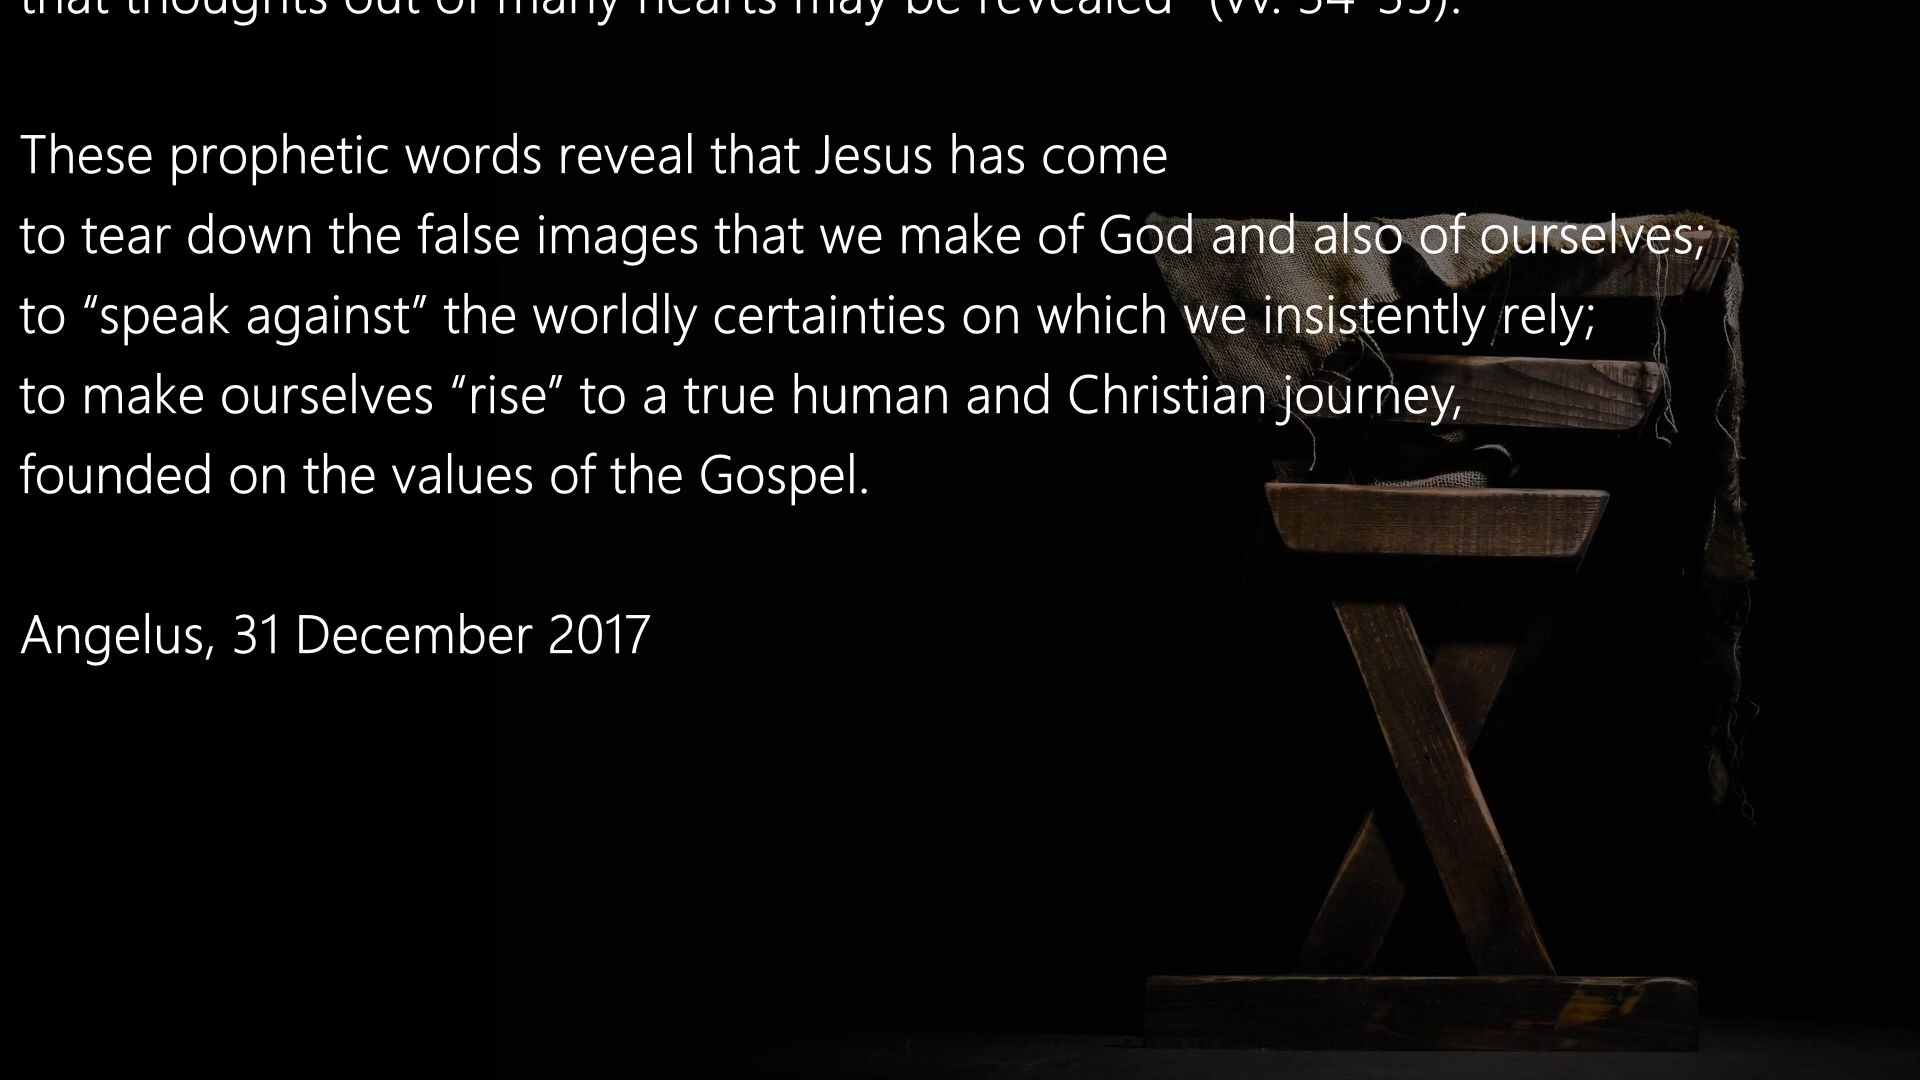 that thoughts out of many hearts may be revealed” (vv. 34-35).
These prophetic words reveal that Jesus has come
to tear down the false images that we make of God and also of ourselves;
to “speak against” the worldly certainties on which we insistently rely;
to make ourselves “rise” to a true human and Christian journey,
founded on the values of the Gospel.
Angelus, 31 December 2017